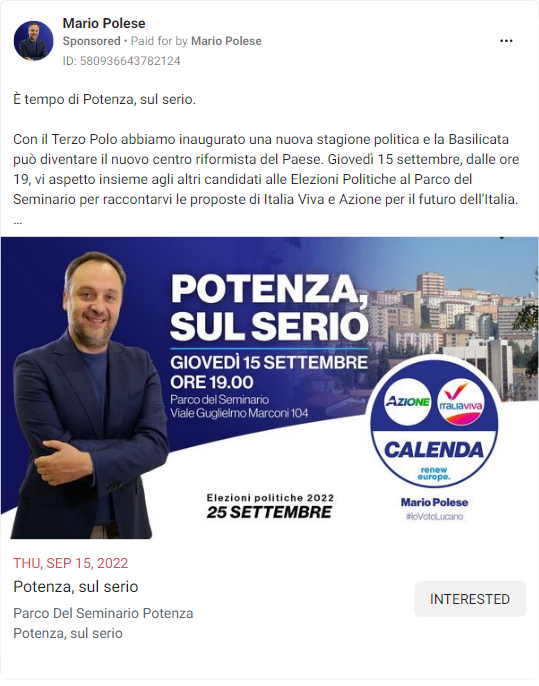 Mario Polese
Sponsored • Paid for by Mario Polese
ID: 580936643782124
È tempo di Potenza, sul serio.
Con il Terzo Polo abbiamo inaugurato una nuova stagione politica e la Basilicata
può diventare il nuovo centro riformista del Paese. Giovedì 15 settembre, dalle ore
19, vi aspetto insieme agli altri candidati alle Elezioni Politiche al Parco del
Seminario per raccontarvi le proposte di Italia Viva e Azione per il futuro dell’Italia.
...
POTENZA,
SUL SERIO
GIOVEDÌ 15 SETTEMBRE
ORE 19.00
Parco del Seminario
Viale Guglielmo Marconi 104
AZIONE
ITALIAVIVA
CALENDA
renew
europe.
Elezioni politiche 2022
25 SETTEMBRE
Mario Polese
#IoVotoLucano
THU, SEP 15, 2022
Potenza, sul serio
Parco Del Seminario Potenza
Potenza, sul serio
INTERESTED